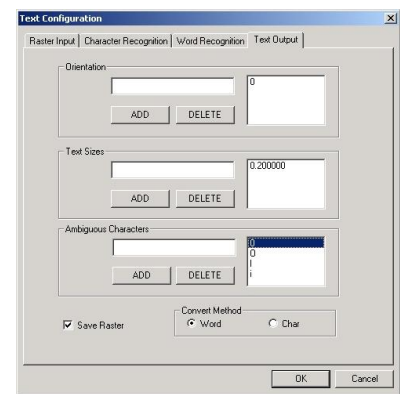 Text Configuration
Raster Input Character Recognition Word Recognition Text Output
Orientation
0
ADD DELETE
Text Sizes
0.200000
ADD DELETE
Ambiguous Characters
O
ADD DELETE
i
Convert Method
Save Raster Word Char
OK Cancel